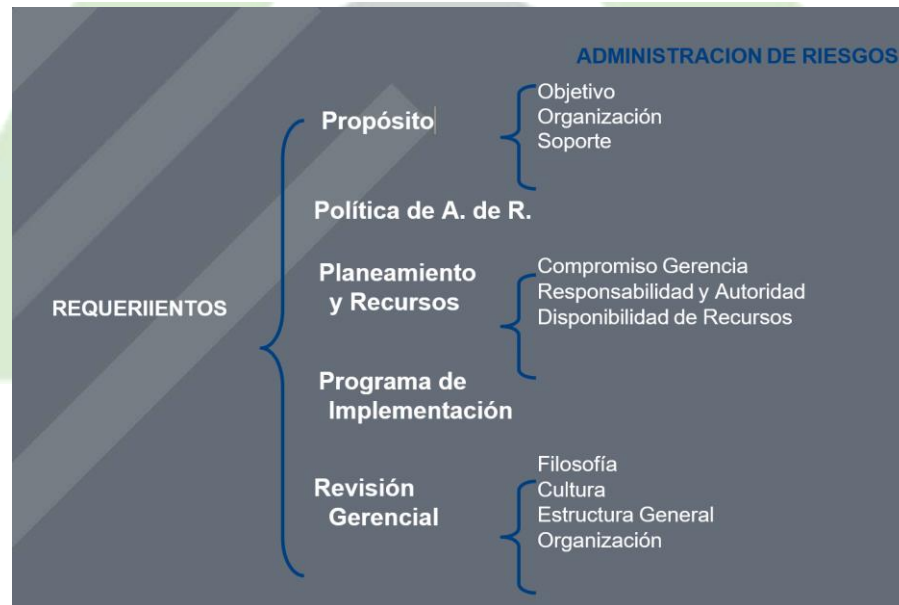 ADMINISTRACION DE RIESGOS
Propósito
Objetivo
Organización
Soporte
Política de A. de R.
REQUERIIENTOS
Planeamiento
y Recursos
Compromiso Gerencia
Responsabilidad y Autoridad
Disponibilidad de Recursos
Programa de
Implementación
Revisión
Gerencial
Filosofía
Cultura
Estructura General
Organización